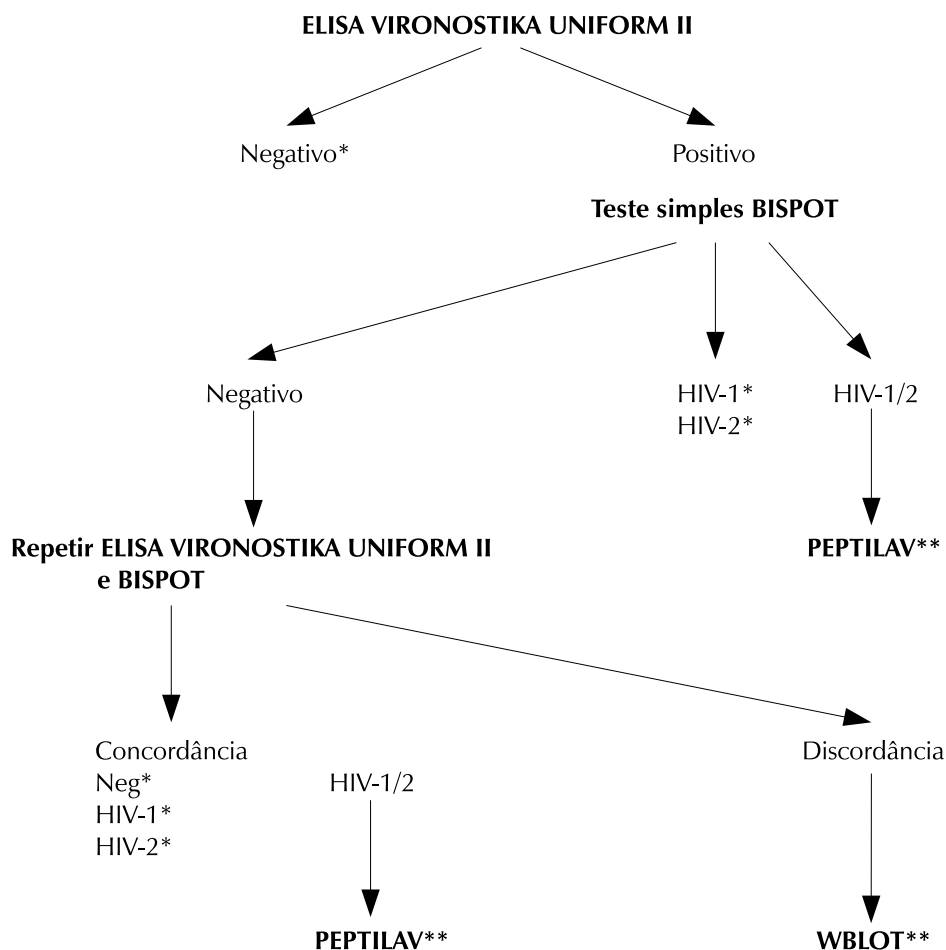 ELISA VIRONOSTIKA UNIFORM II
Negativo*
Positivo
Teste simples BISPOT
Negativo
HIV-1*
HIV-2*
HIV-1/2
Repetir ELISA VIRONOSTIKA UNIFORM II
e BISPOT
PEPTILAV**
Concordância
Neg*
HIV-1*
HIV-2*
HIV-1/2
Discordância
PEPTILAV**
WBLOT**